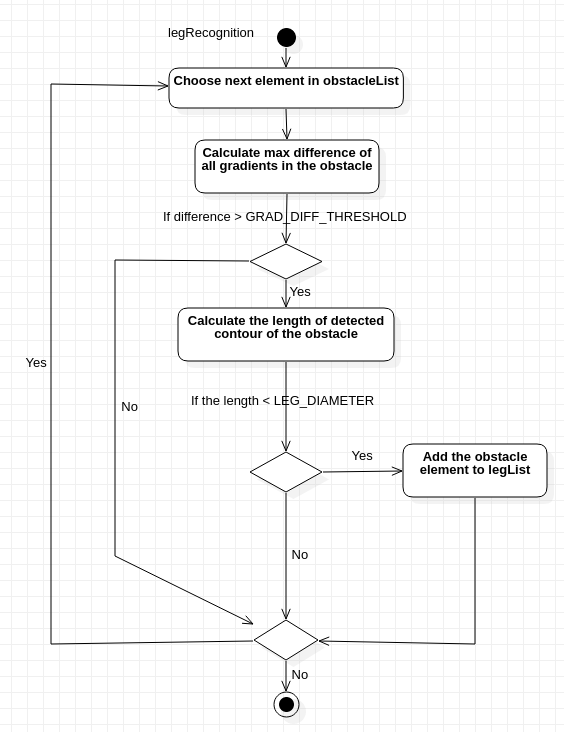 legRecognition
Choose next element in obstacleList
Calculate max difference of
all gradients in the obstacle
If difference > GRAD_DIFF_THRESHOLD
Yes
Calculate the length of detected
contour of the obstacle
Yes
No
If the length < LEG_DIAMETER
Yes
Add the obstacle
element to legList
No
No